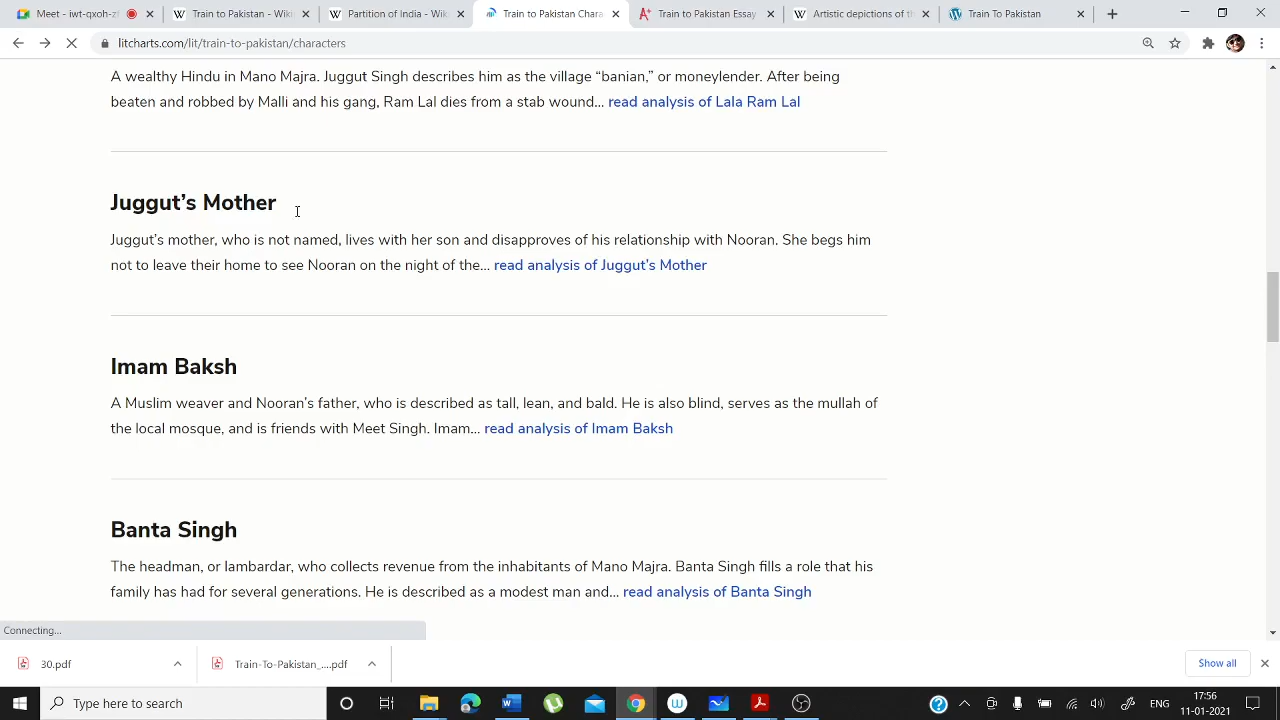 Meet - iwt-qxoh-zf
Train to Pakistan - Wiki
Partition of India - Wik
Train to Pakistan Chara
Train to Pakistan Essay
Artistic depictions of th
Train To Pakistan
litcharts.com/lit/train-to-pakistan/characters
A wealthy Hindu in Mano Majra. Juggut Singh describes him as the village “banian,” or moneylender. After being
beaten and robbed by Malli and his gang, Ram Lal dies from a stab wound... read analysis of Lala Ram Lal
Juggut’s Mother
Juggut’s mother, who is not named, lives with her son and disapproves of his relationship with Nooran. She begs him
not to leave their home to see Nooran on the night of the... read analysis of Juggut’s Mother
Imam Baksh
A Muslim weaver and Nooran’s father, who is described as tall, lean, and bald. He is also blind, serves as the mullah of
the local mosque, and is friends with Meet Singh. Imam... read analysis of Imam Baksh
Banta Singh
The headman, or lambardar, who collects revenue from the inhabitants of Mano Majra. Banta Singh fills a role that his
family has had for several generations. He is described as a modest man and... read analysis of Banta Singh
Connecting...
30.pdf
Train-To-Pakistan_....pdf
Show all
Type here to search
ENG
17:56
11-01-2021